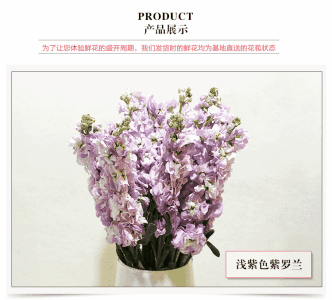 PRODUCT
产品展示
为了让您体验鲜花的盛开周期，我们发货时的鲜花均为基地直送的花苞状态
浅紫色紫罗兰